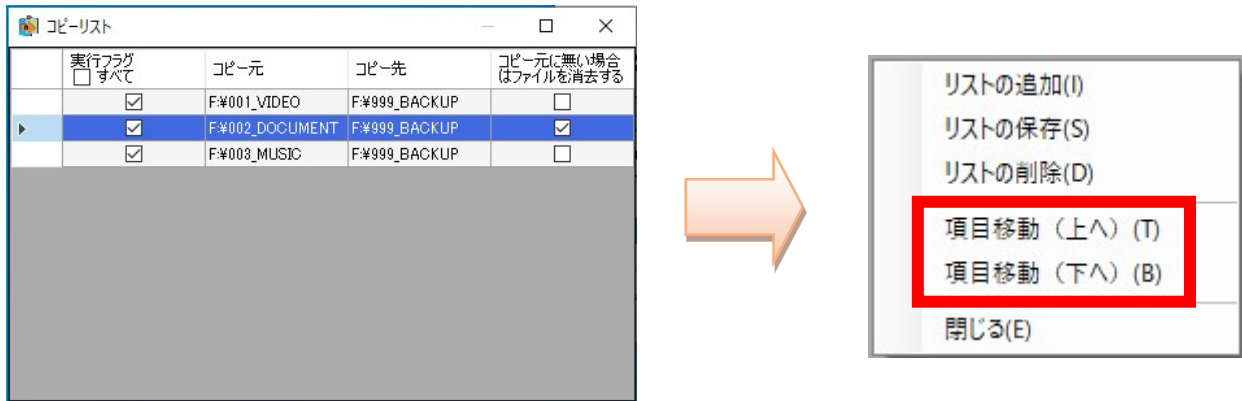 コピーリスト
実行フラグ
すべて
コピー元
コピー先
コピー元に無い場合
はファイルを消去する
F:¥001_VIDEO F:¥999_BACKUP
F:¥002_DOCUMENT F:¥999_BACKUP
F:¥003_MUSIC F:¥999_BACKUP
リストの追加(I)
リストの保存(S)
リストの削除(D)
項目移動（上へ）(T)
項目移動（下へ）(B)
閉じる(E)